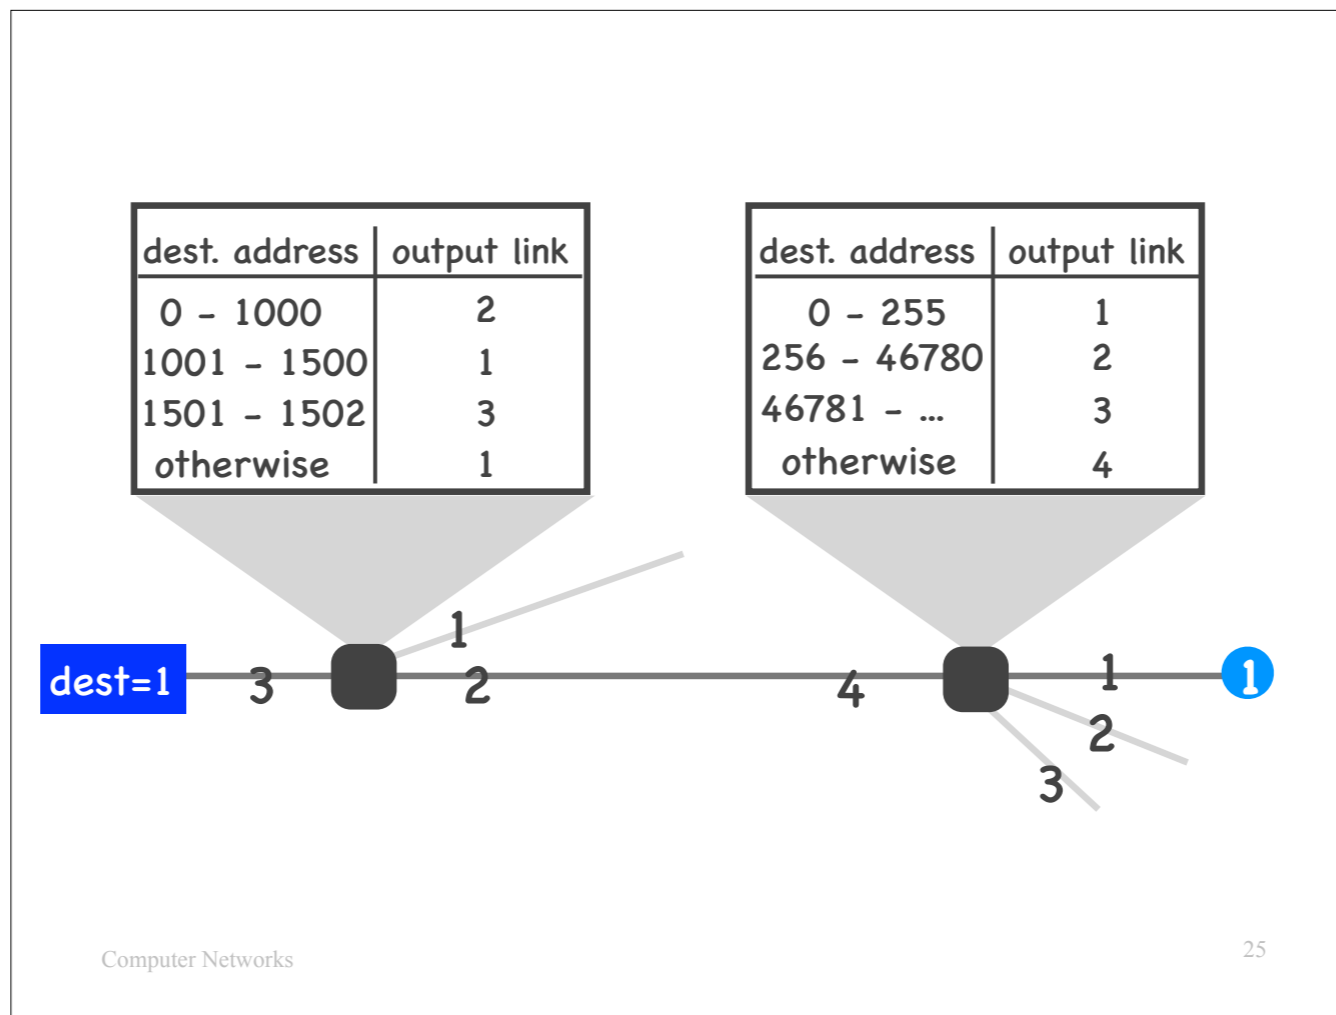 dest. address output link
0 - 1000 2
1001 - 1500 1
1501 - 1502 3
otherwise 1
dest. address output link
0 - 255 1
256 - 46780 2
46781 - ... 3
otherwise 4
1
dest=1 3 2 4 1 1
2
3
Computer Networks 25